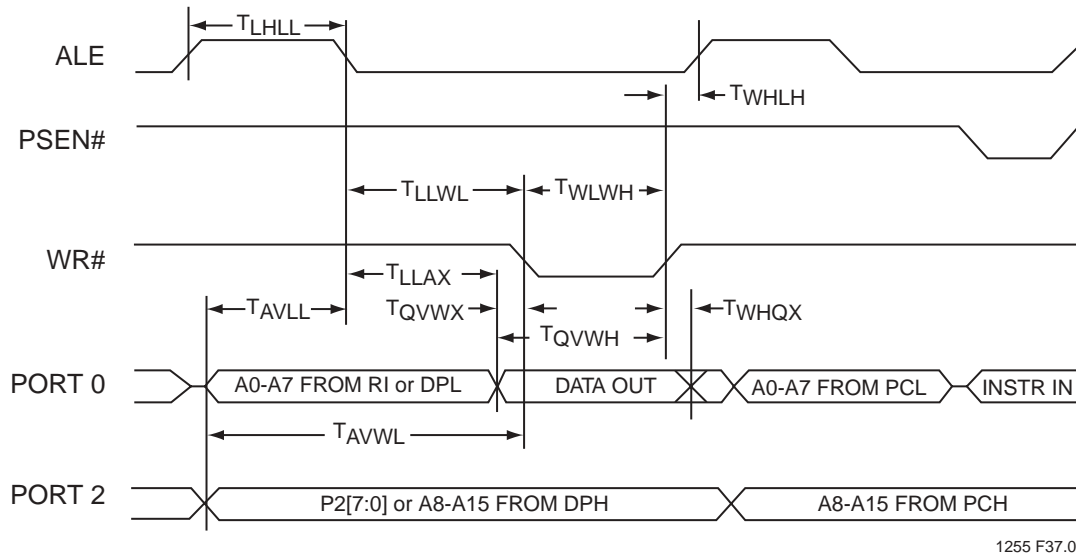 TLHLL
ALE
TWHLH
PSEN#
TLLWL TWLWH
WR#
TLLAX
TAVLL TQVWX TWHQX
TQVWH
PORT 0 A0-A7 FROM RI or DPL DATA OUT A0-A7 FROM PCL INSTR IN
TAVWL
PORT 2 P2[7:0] or A8-A15 FROM DPH A8-A15 FROM PCH
1255 F37.0